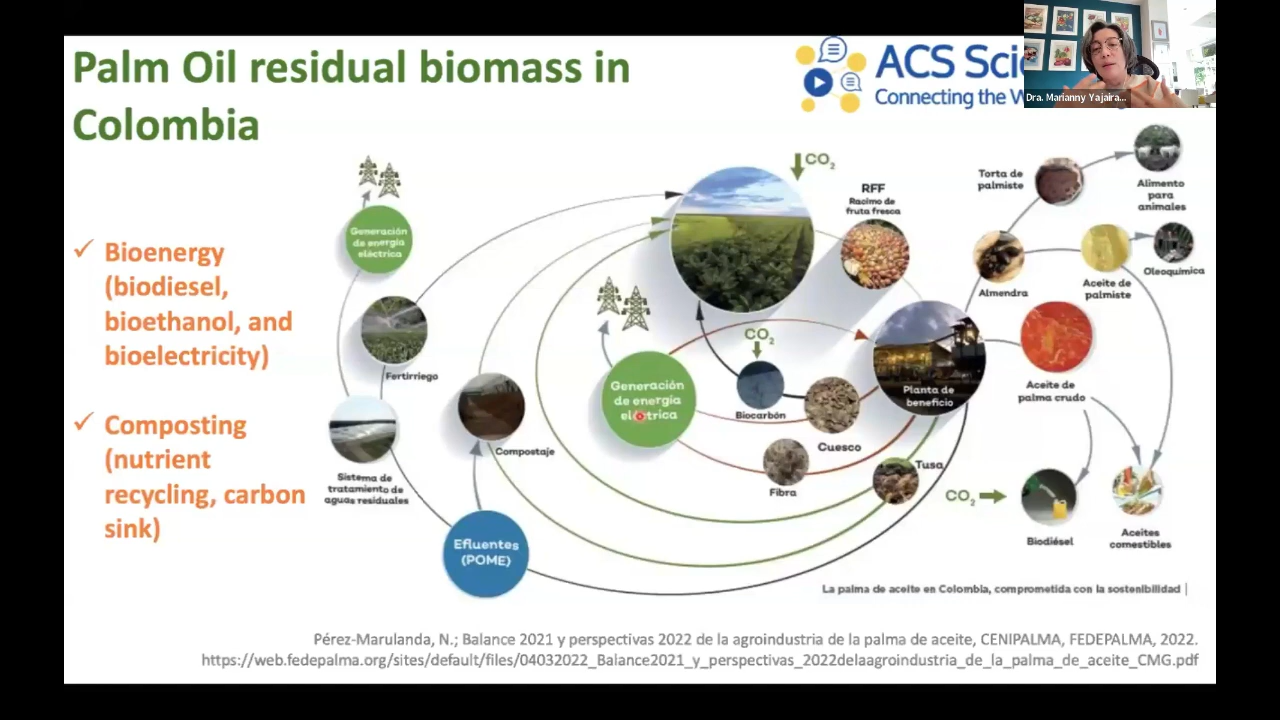 Palm Oil residual biomass in
Colombia
ACS Sci
Connecting the W
Dra. Marianny Yajaira...
✓ Bioenergy
(biodiesel,
bioethanol, and
bioelectricity)
✓ Composting
(nutrient
recycling, carbon
sink)
Generación
de energía
eléctrica
Fertirriego
Sistema de
tratamiento de
aguas residuales
Compostaje
Efluentes
(POME)
CO₂
RFF
Racimo de
fruta fresca
Generación
de energía
eléctrica
CO₂
Biocarbón
Cuesco
Fibra
Tusa
Planta de
beneficio
Torta de
palmiste
Alimento
para
animales
Almendra
Aceite de
palmiste
Oleoquímica
Aceite de
palma crudo
CO₂
Biodiésel
Aceites
comestibles
La palma de aceite en Colombia, comprometida con la sostenibilidad |
Pérez-Marulanda, N.; Balance 2021 y perspectivas 2022 de la agroindustria de la palma de aceite, CENIPALMA, FEDEPALMA, 2022.
https://web.fedepalma.org/sites/default/files/04032022_Balance2021_y_perspectivas_2022delaagroindustria_de_la_palma_de_aceite_CMG.pdf